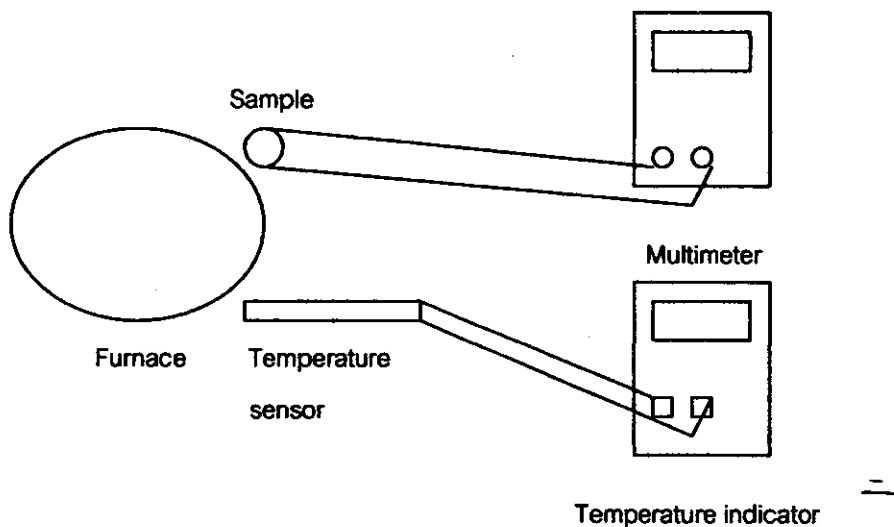 Sample
Multimeter
Furnace
Temperature
sensor
Temperature indicator